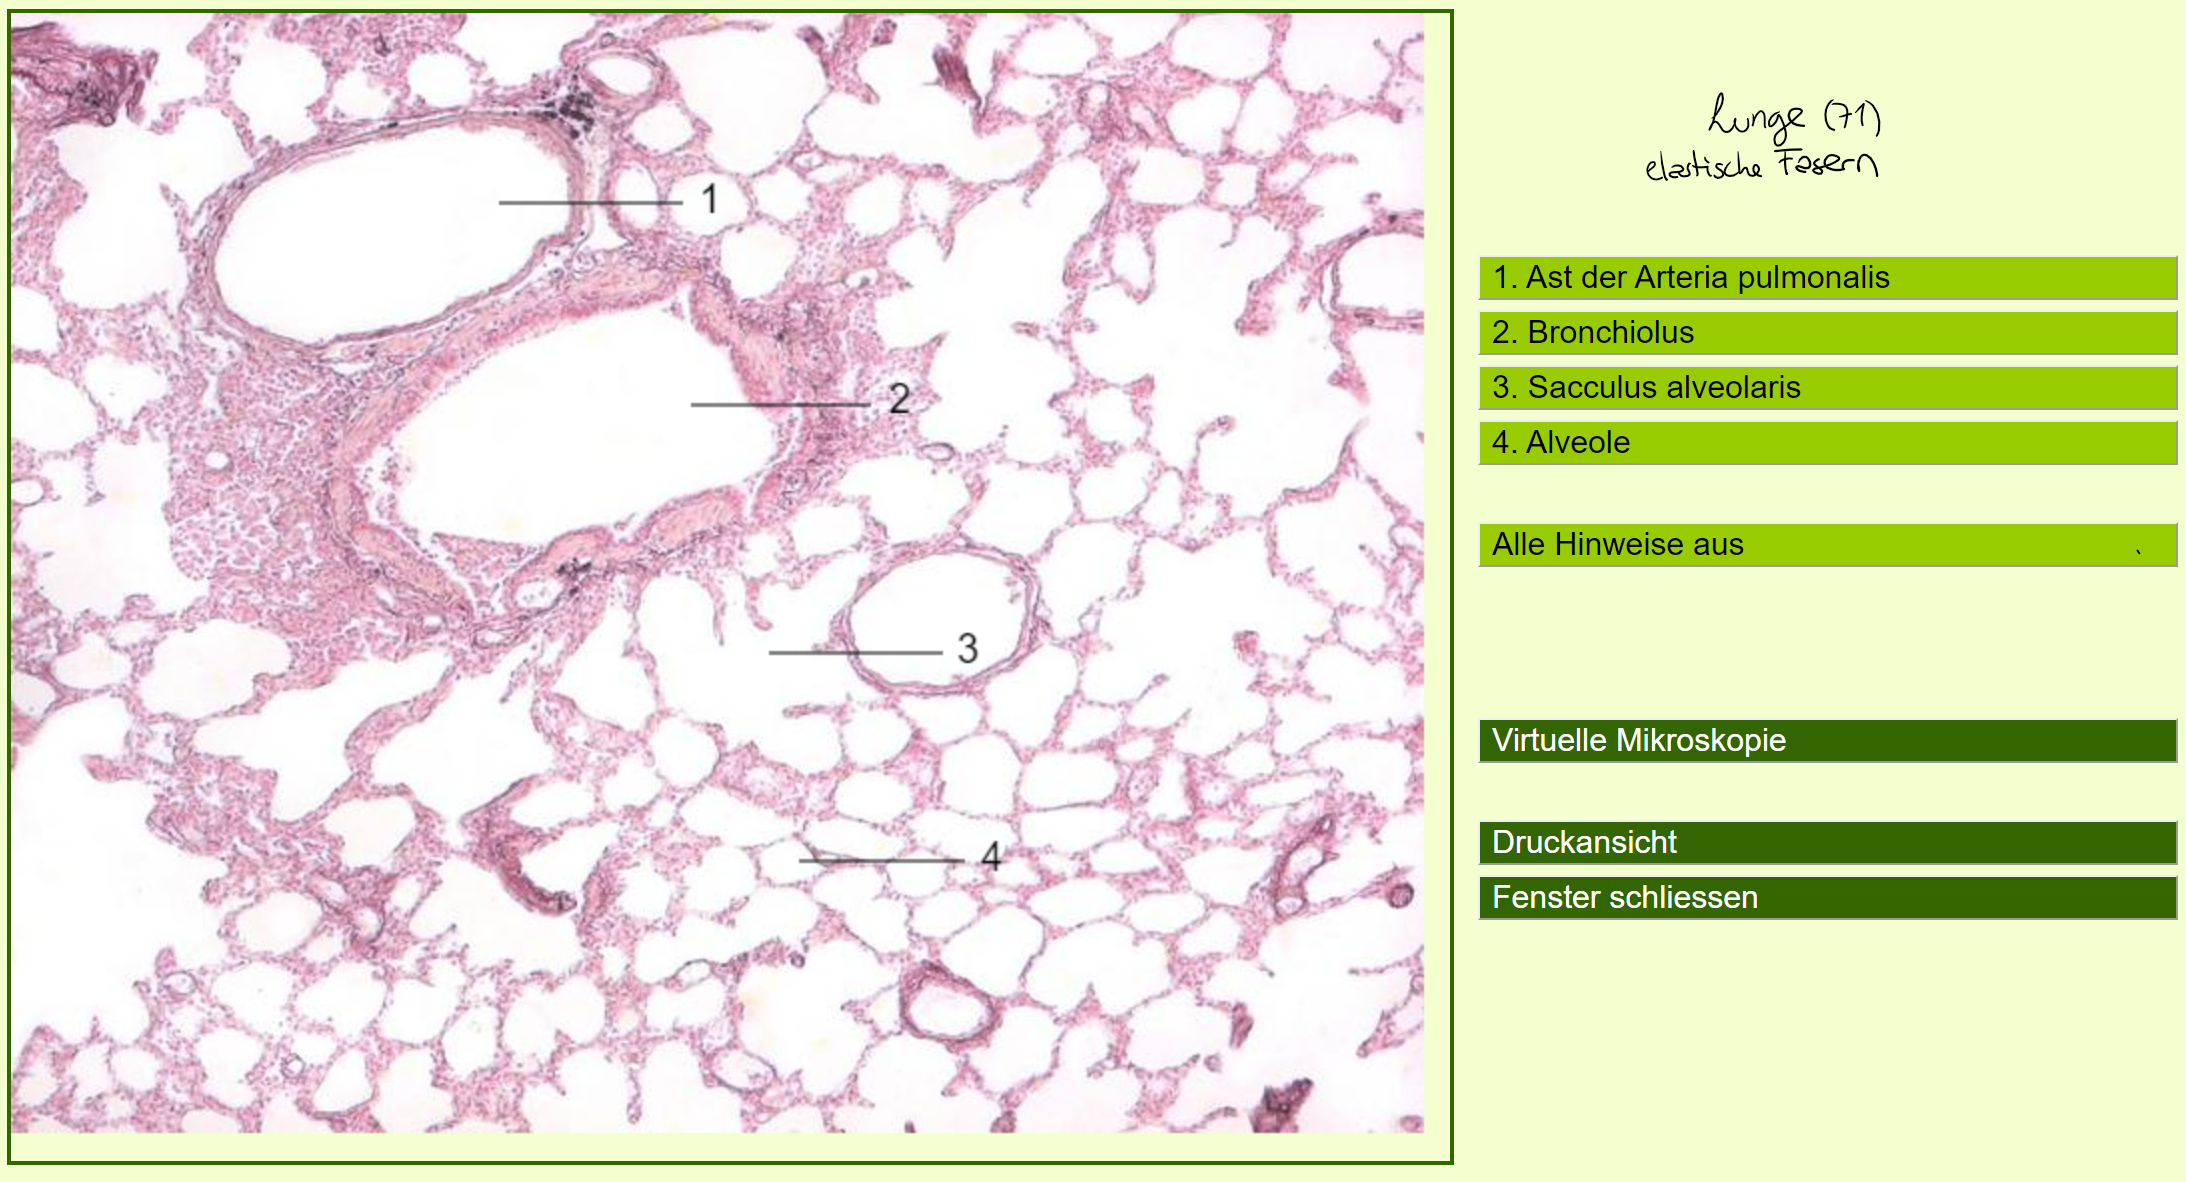 1
2
3
4
Lunge (71)
elastische Fasern
1. Ast der Arteria pulmonalis
2. Bronchiolus
3. Sacculus alveolaris
4. Alveole
Alle Hinweise aus
Virtuelle Mikroskopie
Druckansicht
Fenster schliessen